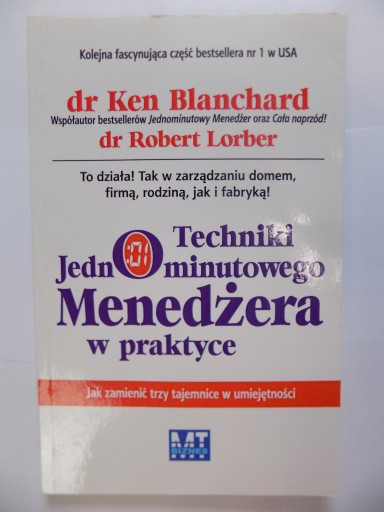 Kolejna fascynująca część bestsellera nr 1 w USA
dr Ken Blanchard
Współautor bestsellerów Jednominutowy Menedżer oraz Cała naprzód!
dr Robert Lorber
To działa! Tak w zarządzaniu domem,
firmą, rodziną, jak i fabryką!
Techniki
JednOminutowego
:01
Menedżera
w praktyce
Jak zamienić trzy tajemnice w umiejętności
MT
BIZNES